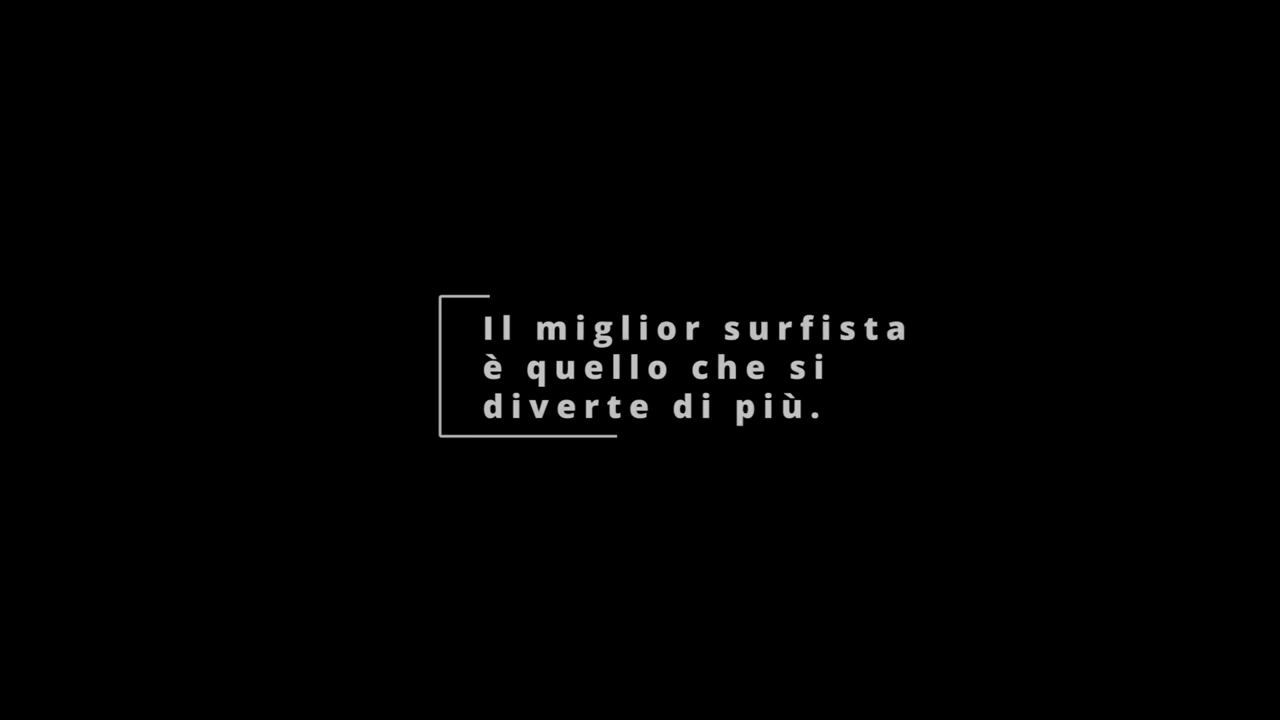 Il miglior surfista
è quello che si
diverte di più.